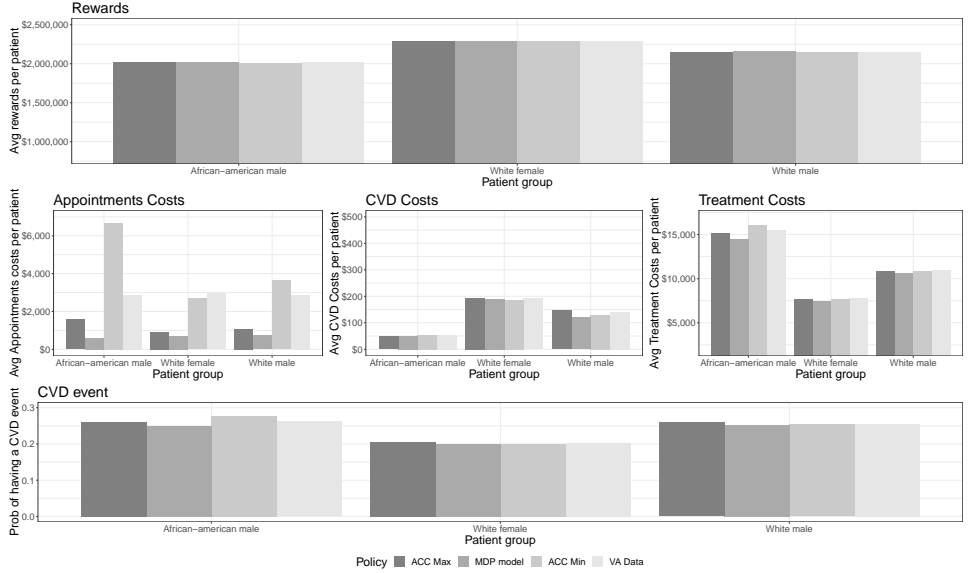 Rewards
Avg rewards per patient
$2,500,000
$2,000,000
$1,500,000
$1,000,000
African−american male
White female
White male
Patient group
Appointments Costs
Avg Appointments costs per patient
$6,000
$4,000
$2,000
$0
African−american male
White female
White male
Patient group
CVD Costs
Avg CVD Costs per patient
$500
$400
$300
$200
$100
$0
African−american male
White female
White male
Patient group
Treatment Costs
Avg Treatment Costs per patient
$15,000
$10,000
$5,000
African−american male
White female
White male
Patient group
CVD event
Prob of having a CVD event
0.3
0.2
0.1
0.0
African−american male
White female
White male
Patient group
Policy ACC Max MDP model ACC Min VA Data